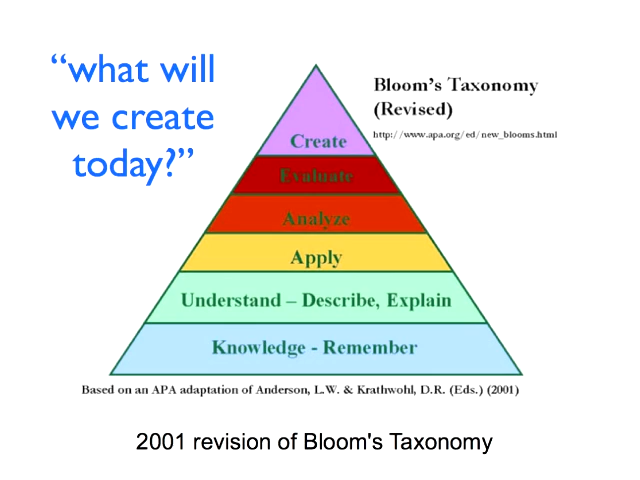 “what will
we create
today?”
Bloom’s Taxonomy
(Revised)
http://www.apa.org/ed/new_blooms.html
Create
Evaluate
Analyze
Apply
Understand – Describe, Explain
Knowledge - Remember
Based on an APA adaptation of Anderson, L.W. & Krathwohl, D.R. (Eds.) (2001)
2001 revision of Bloom's Taxonomy